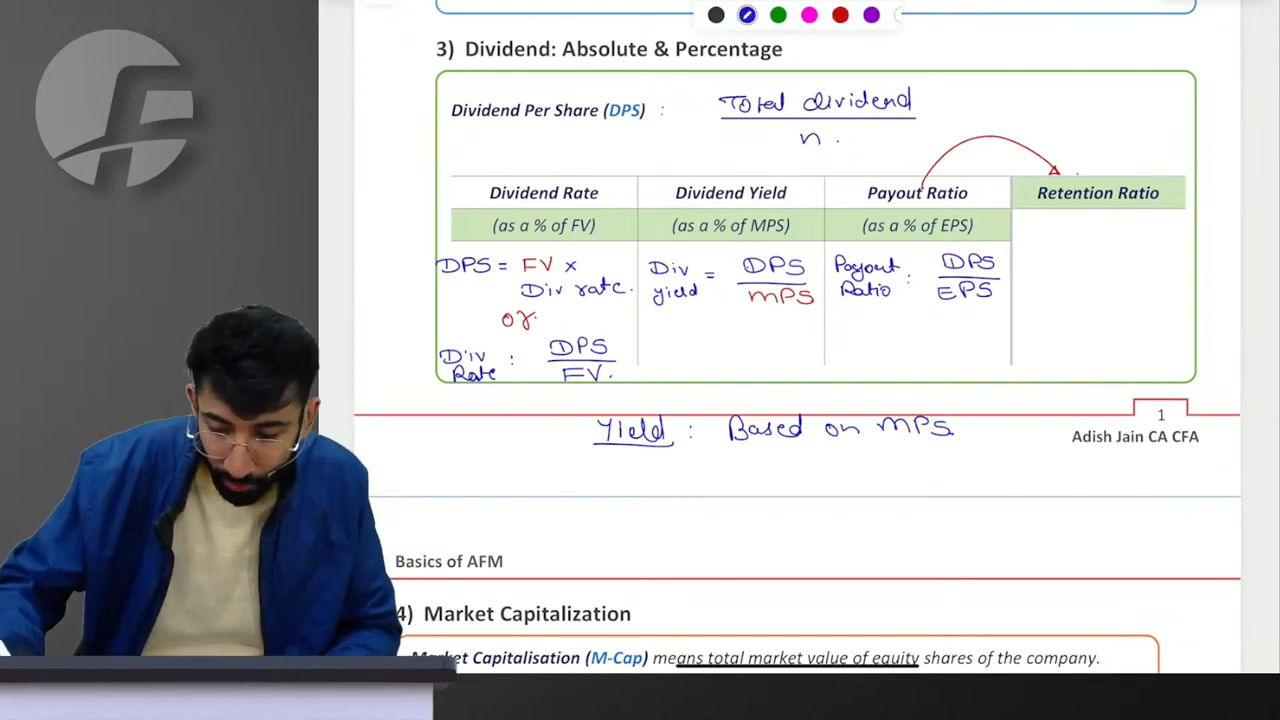 3) Dividend: Absolute & Percentage
Dividend Per Share (DPS) : Total dividend
n.
Dividend Rate Dividend Yield Payout Ratio Retention Ratio
(as a % of FV) (as a % of MPS) (as a % of EPS)
DPS = FV x
Div rate.
or
Div Rate : DPS
FV.
Div yield = DPS
MPS
Payout Ratio : DPS
EPS
1
Yield : Based on MPS.
Adish Jain CA CFA
Basics of AFM
4) Market Capitalization
Market Capitalisation (M-Cap) means total market value of equity shares of the company.